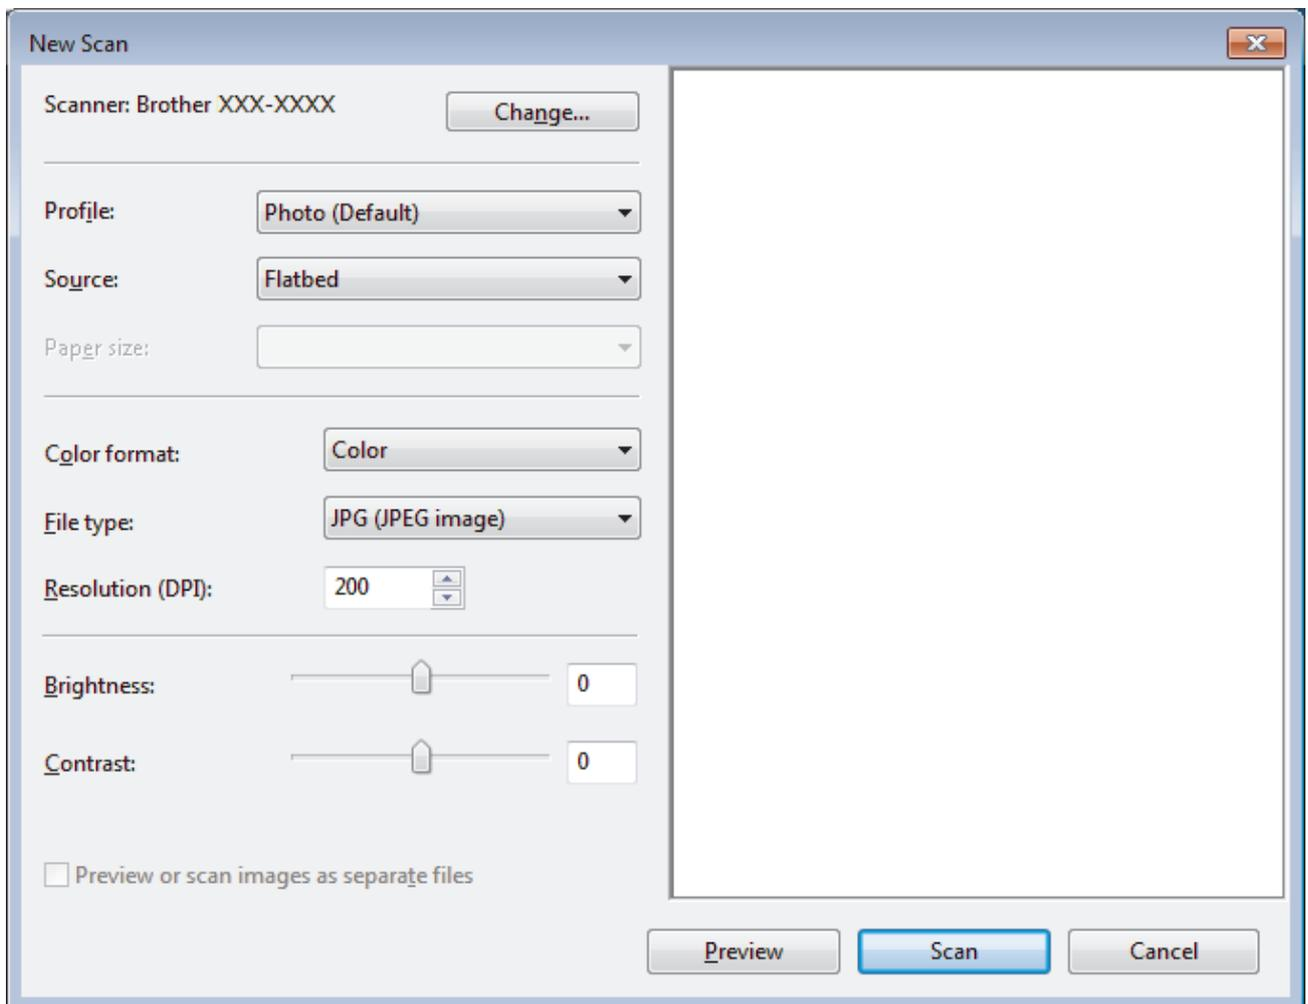 New Scan
Scanner: Brother XXX-XXXX
Change...
Profile:
Photo (Default)
Source:
Flatbed
Paper size:
Color format:
Color
File type:
JPG (JPEG image)
Resolution (DPI):
200
Brightness:
0
Contrast:
0
Preview or scan images as separate files
Preview
Scan
Cancel